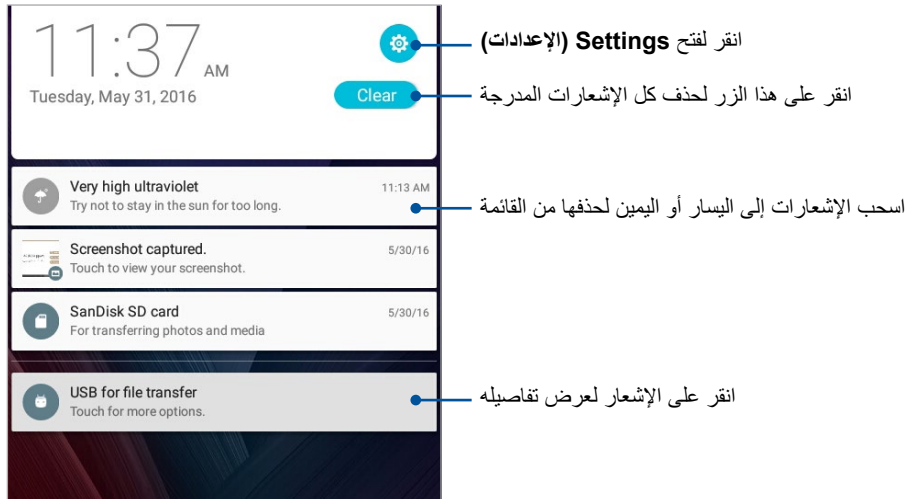 11:37 AM
Tuesday, May 31, 2016
Clear
Very high ultraviolet
11:13 AM
Try not to stay in the sun for too long.
Screenshot captured.
5/30/16
Touch to view your screenshot.
SanDisk SD card
5/30/16
For transferring photos and media
USB for file transfer
Touch for more options.
انقر لفتح Settings (الإعدادات)
انقر على هذا الزر لحذف كل الإشعارات المدرجة
اسحب الإشعارات إلى اليسار أو اليمين لحذفها من القائمة
انقر على الإشعار لعرض تفاصيله